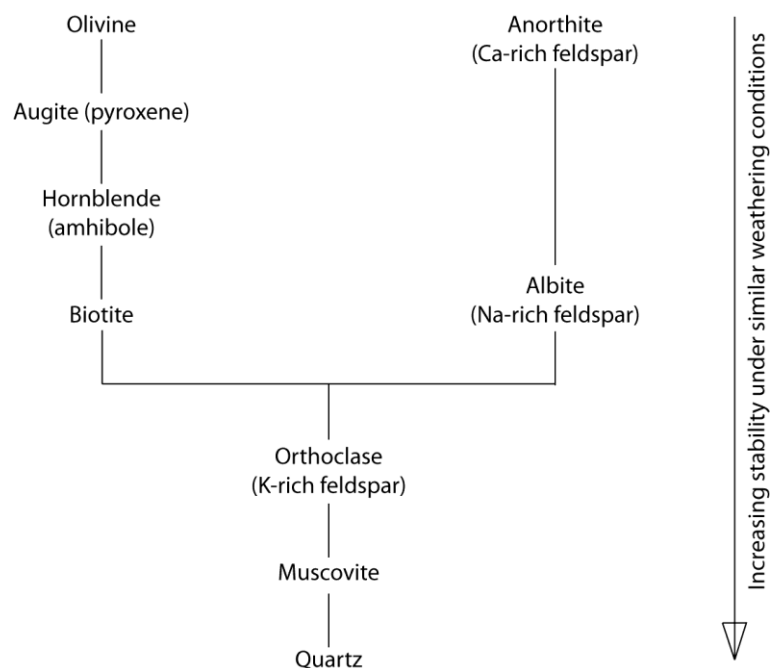 Olivine
Anorthite
(Ca-rich feldspar)
Augite (pyroxene)
Hornblende
(amhibole)
Biotite
Albite
(Na-rich feldspar)
Orthoclase
(K-rich feldspar)
Muscovite
Quartz
Increasing stability under similar weathering conditions